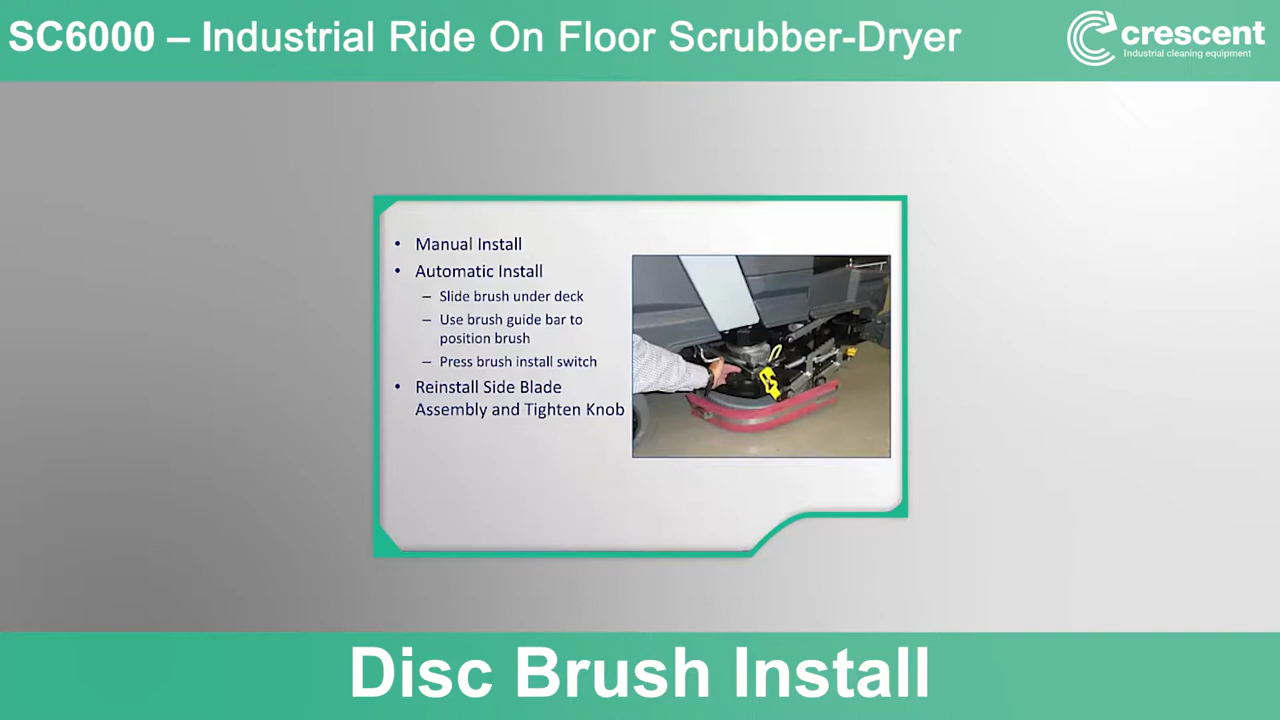 SC6000 – Industrial Ride On Floor Scrubber-Dryer
crescent
Industrial cleaning equipment
• Manual Install
• Automatic Install
– Slide brush under deck
– Use brush guide bar to
position brush
– Press brush install switch
• Reinstall Side Blade
Assembly and Tighten Knob
Disc Brush Install